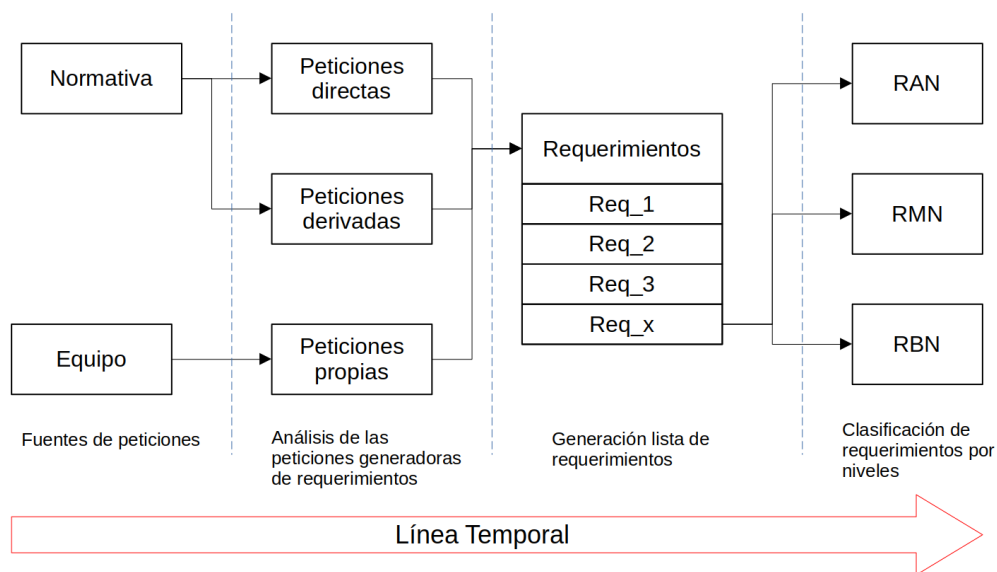 Normativa
Peticiones
directas
Peticiones
derivadas
Equipo
Peticiones
propias
Requerimientos
Req_1
Req_2
Req_3
Req_x
RAN
RMN
RBN
Fuentes de peticiones
Análisis de las
peticiones generadoras
de requerimientos
Generación lista de
requerimientos
Clasificación de
requerimientos por
niveles
Línea Temporal